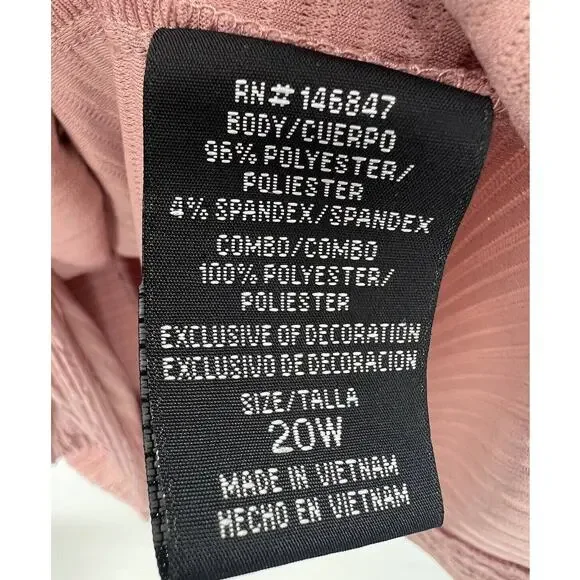 RN# 146847
BODY/CUERPO
96% POLYESTER/
POLIESTER
4% SPANDEX/SPANDEX
COMBO/COMBO
100% POLYESTER/
POLIESTER
EXCLUSIVE OF DECORATION
EXCLUSIVO DE DECORACION
SIZE/TALLA
20W
MADE IN VIETNAM
HECHO EN VIETNAM